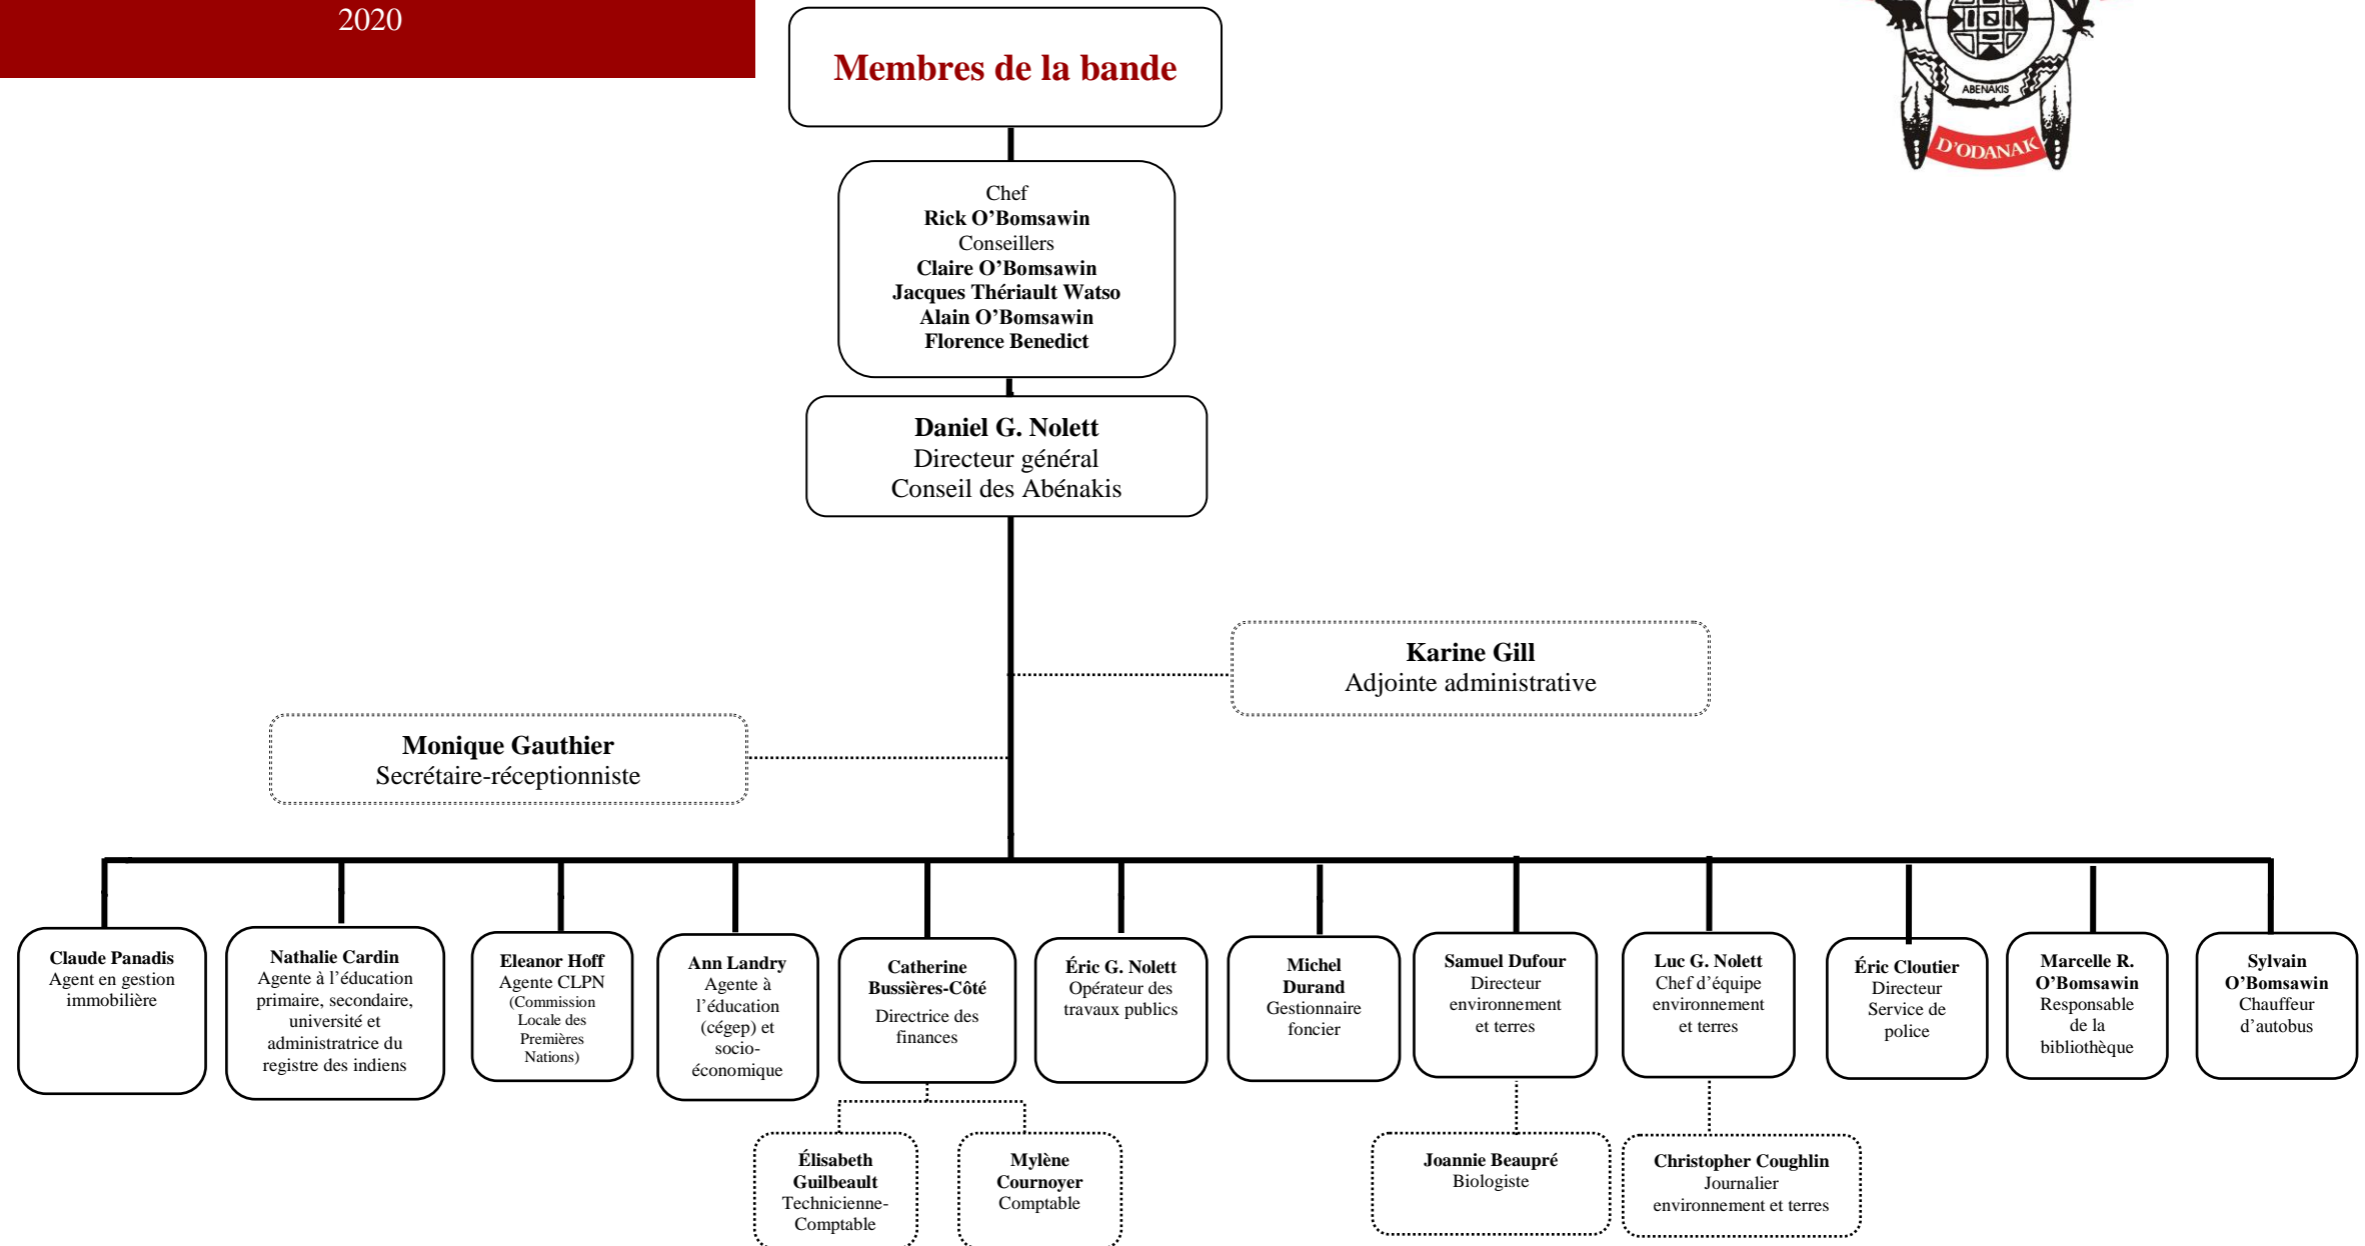 2020
ABENAKIS
D'ODANAK
Membres de la bande
Chef
Rick O’Bomsawin
Conseillers
Claire O’Bomsawin
Jacques Thériault Watso
Alain O’Bomsawin
Florence Benedict
Daniel G. Nolett
Directeur général
Conseil des Abénakis
Karine Gill
Adjointe administrative
Monique Gauthier
Secrétaire-réceptionniste
Claude Panadis
Agent en gestion
immobilière
Nathalie Cardin
Agente à l’éducation
primaire, secondaire,
université et
administratrice du
registre des indiens
Eleanor Hoff
Agente CLPN
(Commission
Locale des
Premières
Nations)
Ann Landry
Agente à
l’éducation
(cégep) et
socio-
économique
Catherine
Bussières-Côté
Directrice des
finances
Éric G. Nolett
Opérateur des
travaux publics
Michel
Durand
Gestionnaire
foncier
Samuel Dufour
Directeur
environnement
et terres
Luc G. Nolett
Chef d’équipe
environnement
et terres
Éric Cloutier
Directeur
Service de
police
Marcelle R.
O’Bomsawin
Responsable
de la
bibliothèque
Sylvain
O’Bomsawin
Chauffeur
d’autobus
Élisabeth
Guilbeault
Technicienne-
Comptable
Mylène
Cournoyer
Comptable
Joannie Beaupré
Biologiste
Christopher Coughlin
Journalier
environnement et terres